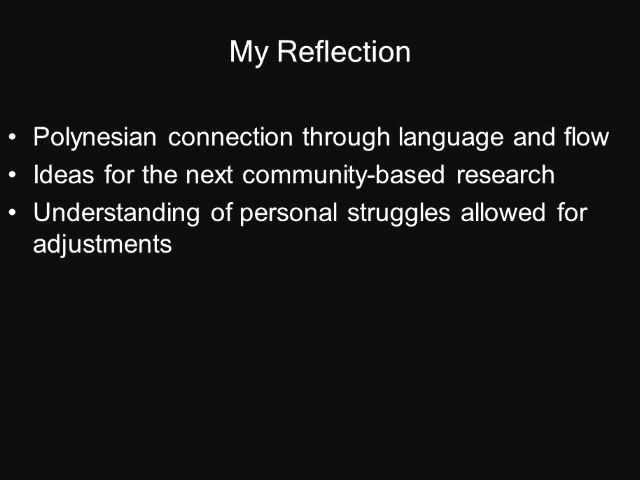 My Reflection
• Polynesian connection through language and flow
• Ideas for the next community-based research
• Understanding of personal struggles allowed for
adjustments